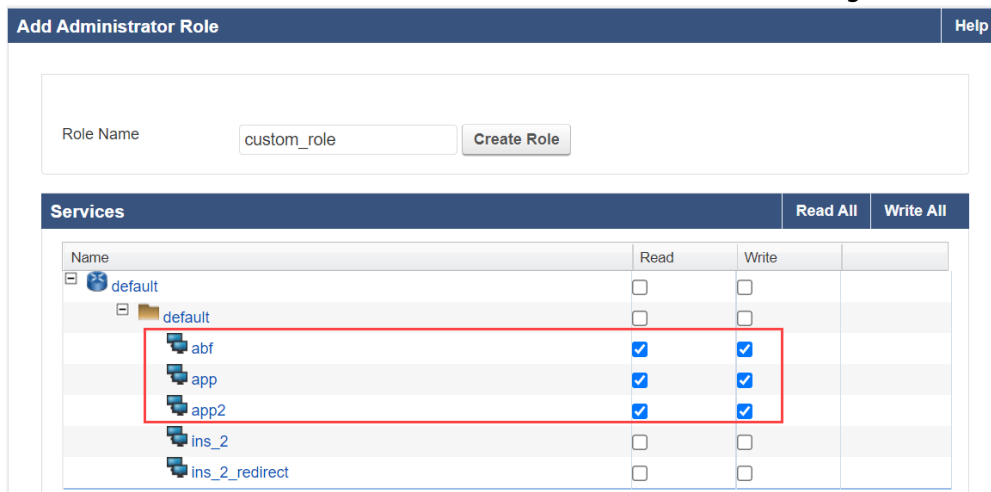 Add Administrator Role Help
Role Name custom_role Create Role
Services Read All Write All
Name Read Write
default
default
abf
app
app2
ins_2
ins_2_redirect